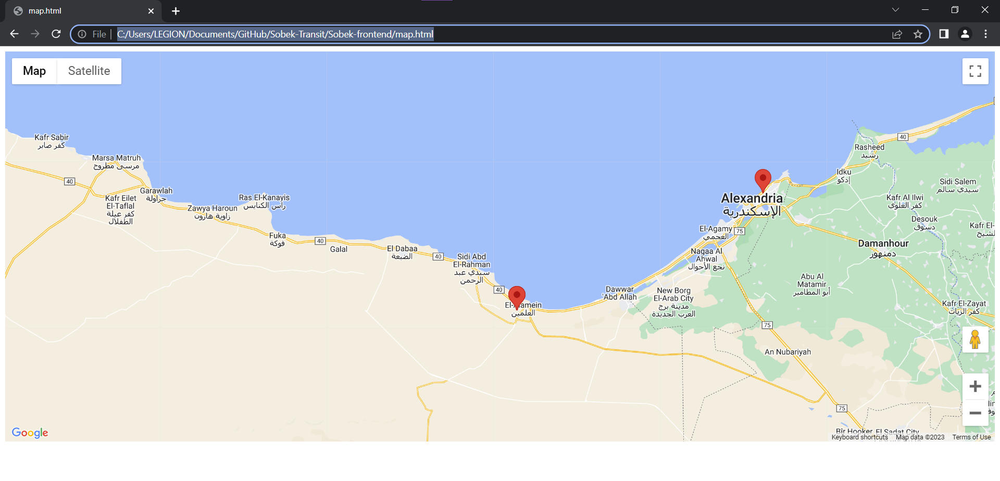 map.html
File
C:/Users/LEGION/Documents/GitHub/Sobek-Transit/Sobek-frontend/map.html
Map
Satellite
Kafr Sabir
كفر صابر
Marsa Matruh
مرسى مطروح
40
Garawlah
جراولة
Kafr Eilet
El-Taflal
كفر عيلة
الطفلال
Zawya Haroun
زاوية هارون
Ras El-Kanayis
راس الكنايس
Fuka
فوكة
40
Galal
El Dabaa
الضبعة
40
Sidi Abd
El-Rahman
سيدي عبد
الرحمن
40
العلمين
Dawwar
'Abd Allah
Alexandria
الإسكندرية
El-Agamy
العجمي
75
Nagaa Al
Ahwal
نجع الأحوال
New Borg
El-Arab City
مدينة برج
العرب الجديدة
Rasheed
رشيد
40
Idku
إدكو
Sidi Salem
سيدي سالم
Kafr Al Ilwi
كفر العلوي
Desouk
دسوق
Kafr El-
Damanhour
دمنهور
Abu Al
Matamir
أبو المطامير
Kafr El-Zayat
كفر الزيات
75
An Nubariyah
75
Bîr Hooker
El Sadat City
Google
Keyboard shortcuts
Map data ©2023
Terms of Use